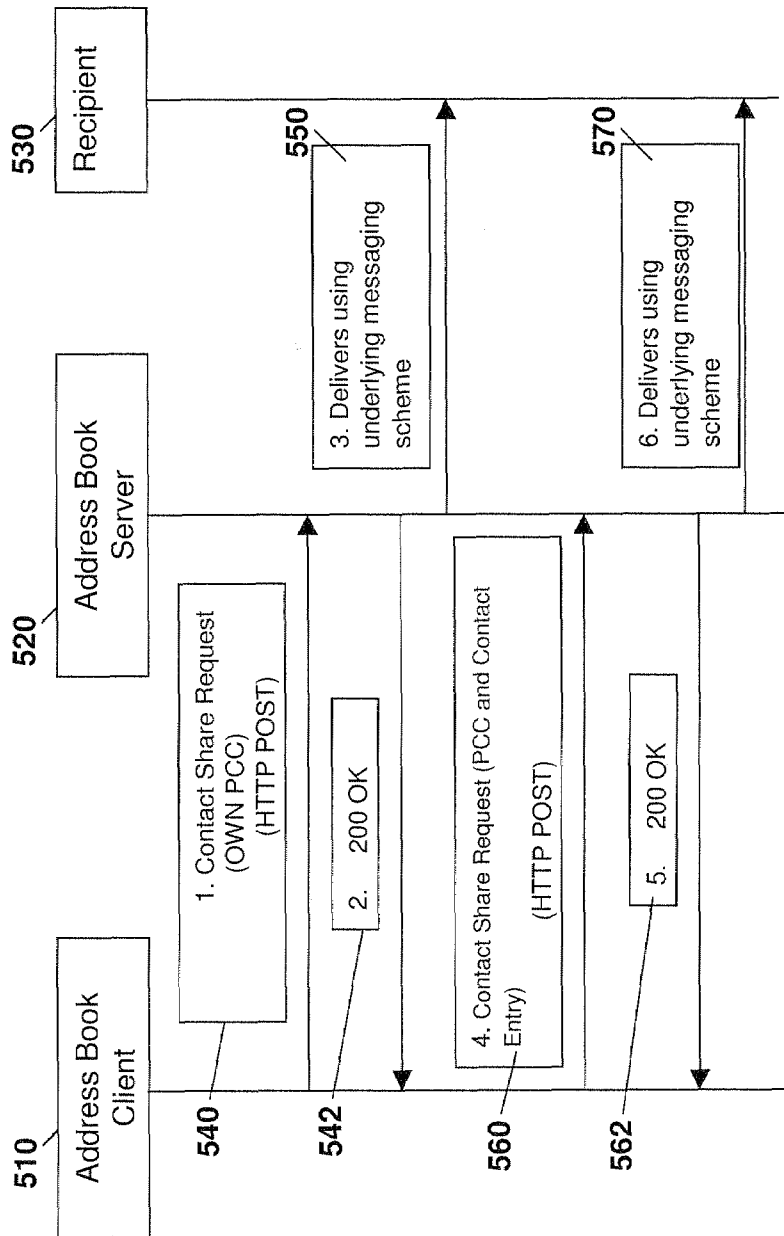 510
Address Book
Client
520
Address Book
Server
530
Recipient
540
1. Contact Share Request
(OWN PCC)
(HTTP POST)
542
2. 200 OK
550
3. Delivers using
underlying messaging
scheme
560
4. Contact Share Request (PCC and Contact
Entry)
(HTTP POST)
562
5. 200 OK
570
6. Delivers using
underlying messaging
scheme